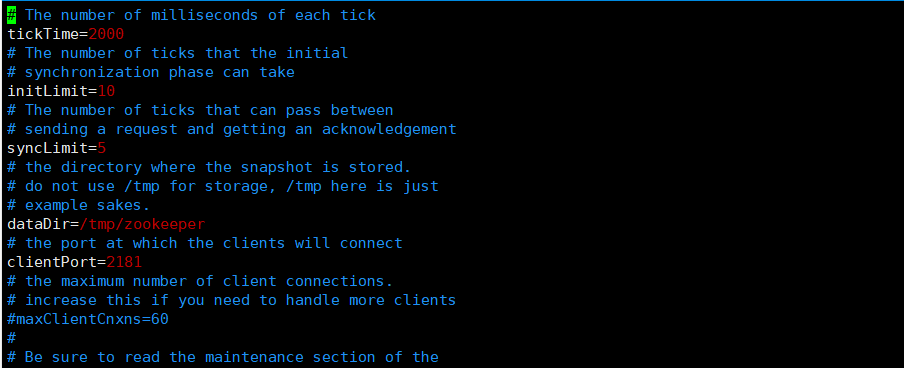 # The number of milliseconds of each tick
tickTime=2000
# The number of ticks that the initial
# synchronization phase can take
initLimit=10
# The number of ticks that can pass between
# sending a request and getting an acknowledgement
syncLimit=5
# the directory where the snapshot is stored.
# do not use /tmp for storage, /tmp here is just
# example sakes.
dataDir=/tmp/zookeeper
# the port at which the clients will connect
clientPort=2181
# the maximum number of client connections.
# increase this if you need to handle more clients
#maxClientCnxns=60
#
# Be sure to read the maintenance section of the